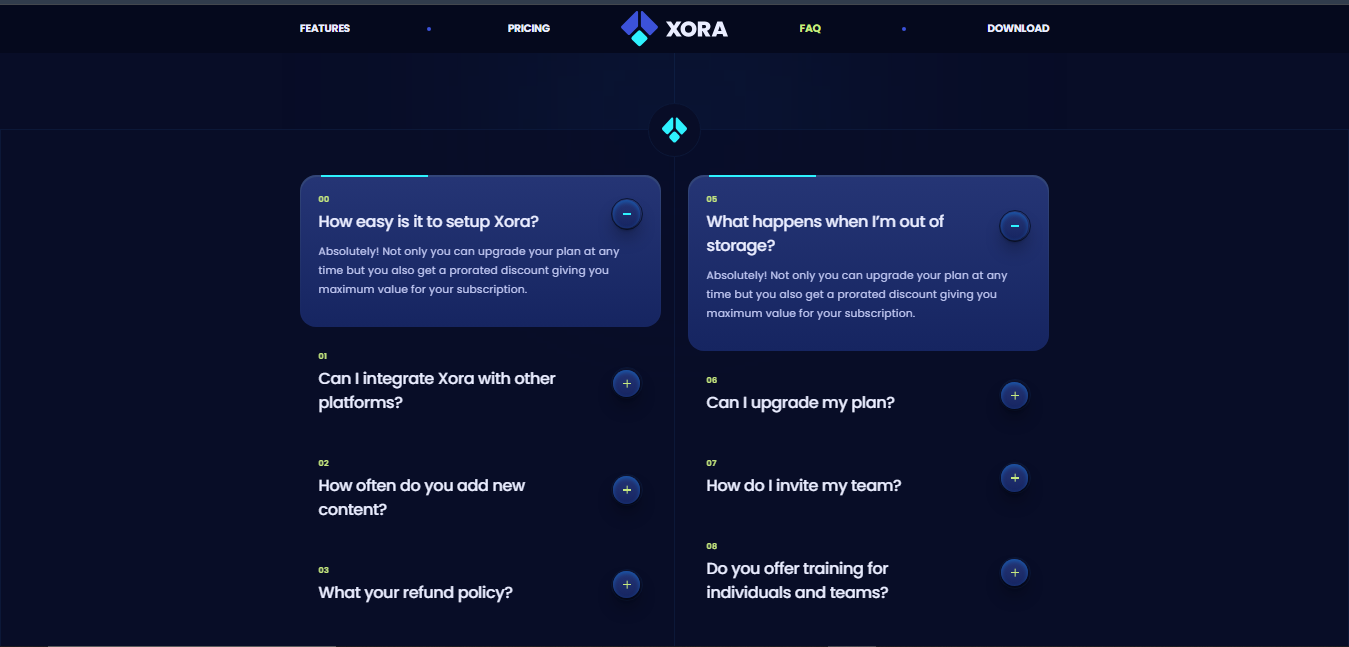 FEATURES
PRICING
XORA
FAQ
DOWNLOAD
00
How easy is it to setup Xora?
Absolutely! Not only you can upgrade your plan at any
time but you also get a prorated discount giving you
maximum value for your subscription.
01
Can I integrate Xora with other
platforms?
02
How often do you add new
content?
03
What your refund policy?
05
What happens when I’m out of
storage?
Absolutely! Not only you can upgrade your plan at any
time but you also get a prorated discount giving you
maximum value for your subscription.
06
Can I upgrade my plan?
07
How do I invite my team?
08
Do you offer training for
individuals and teams?